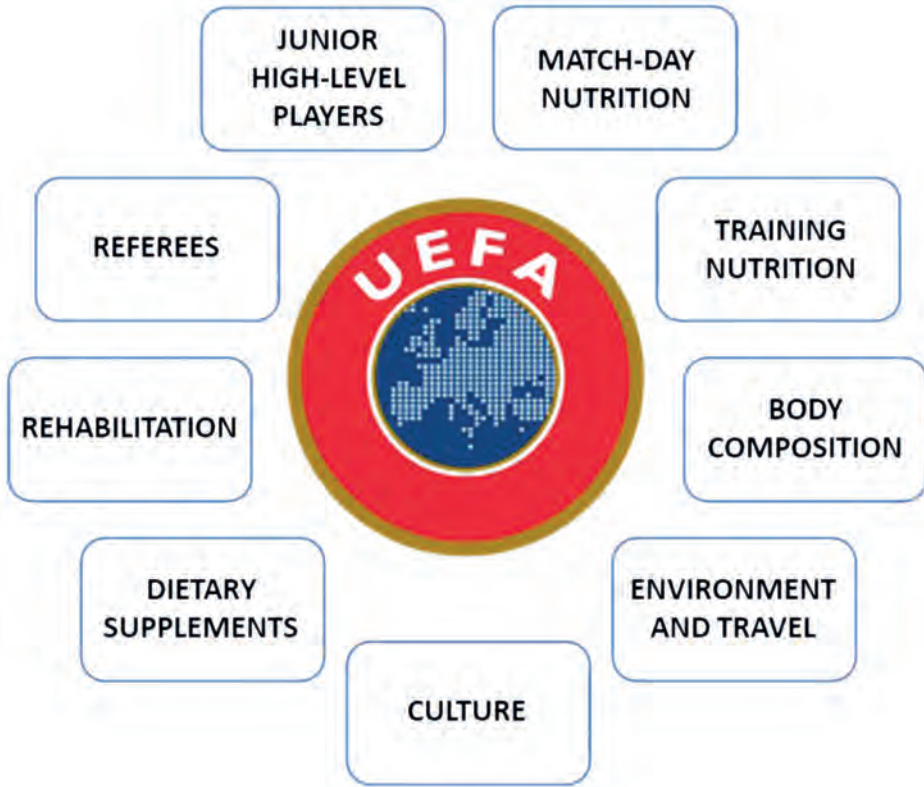 JUNIOR
HIGH-LEVEL
PLAYERS
MATCH-DAY
NUTRITION
REFEREES
UEFA
TRAINING
NUTRITION
REHABILITATION
BODY
COMPOSITION
DIETARY
SUPPLEMENTS
ENVIRONMENT
AND TRAVEL
CULTURE